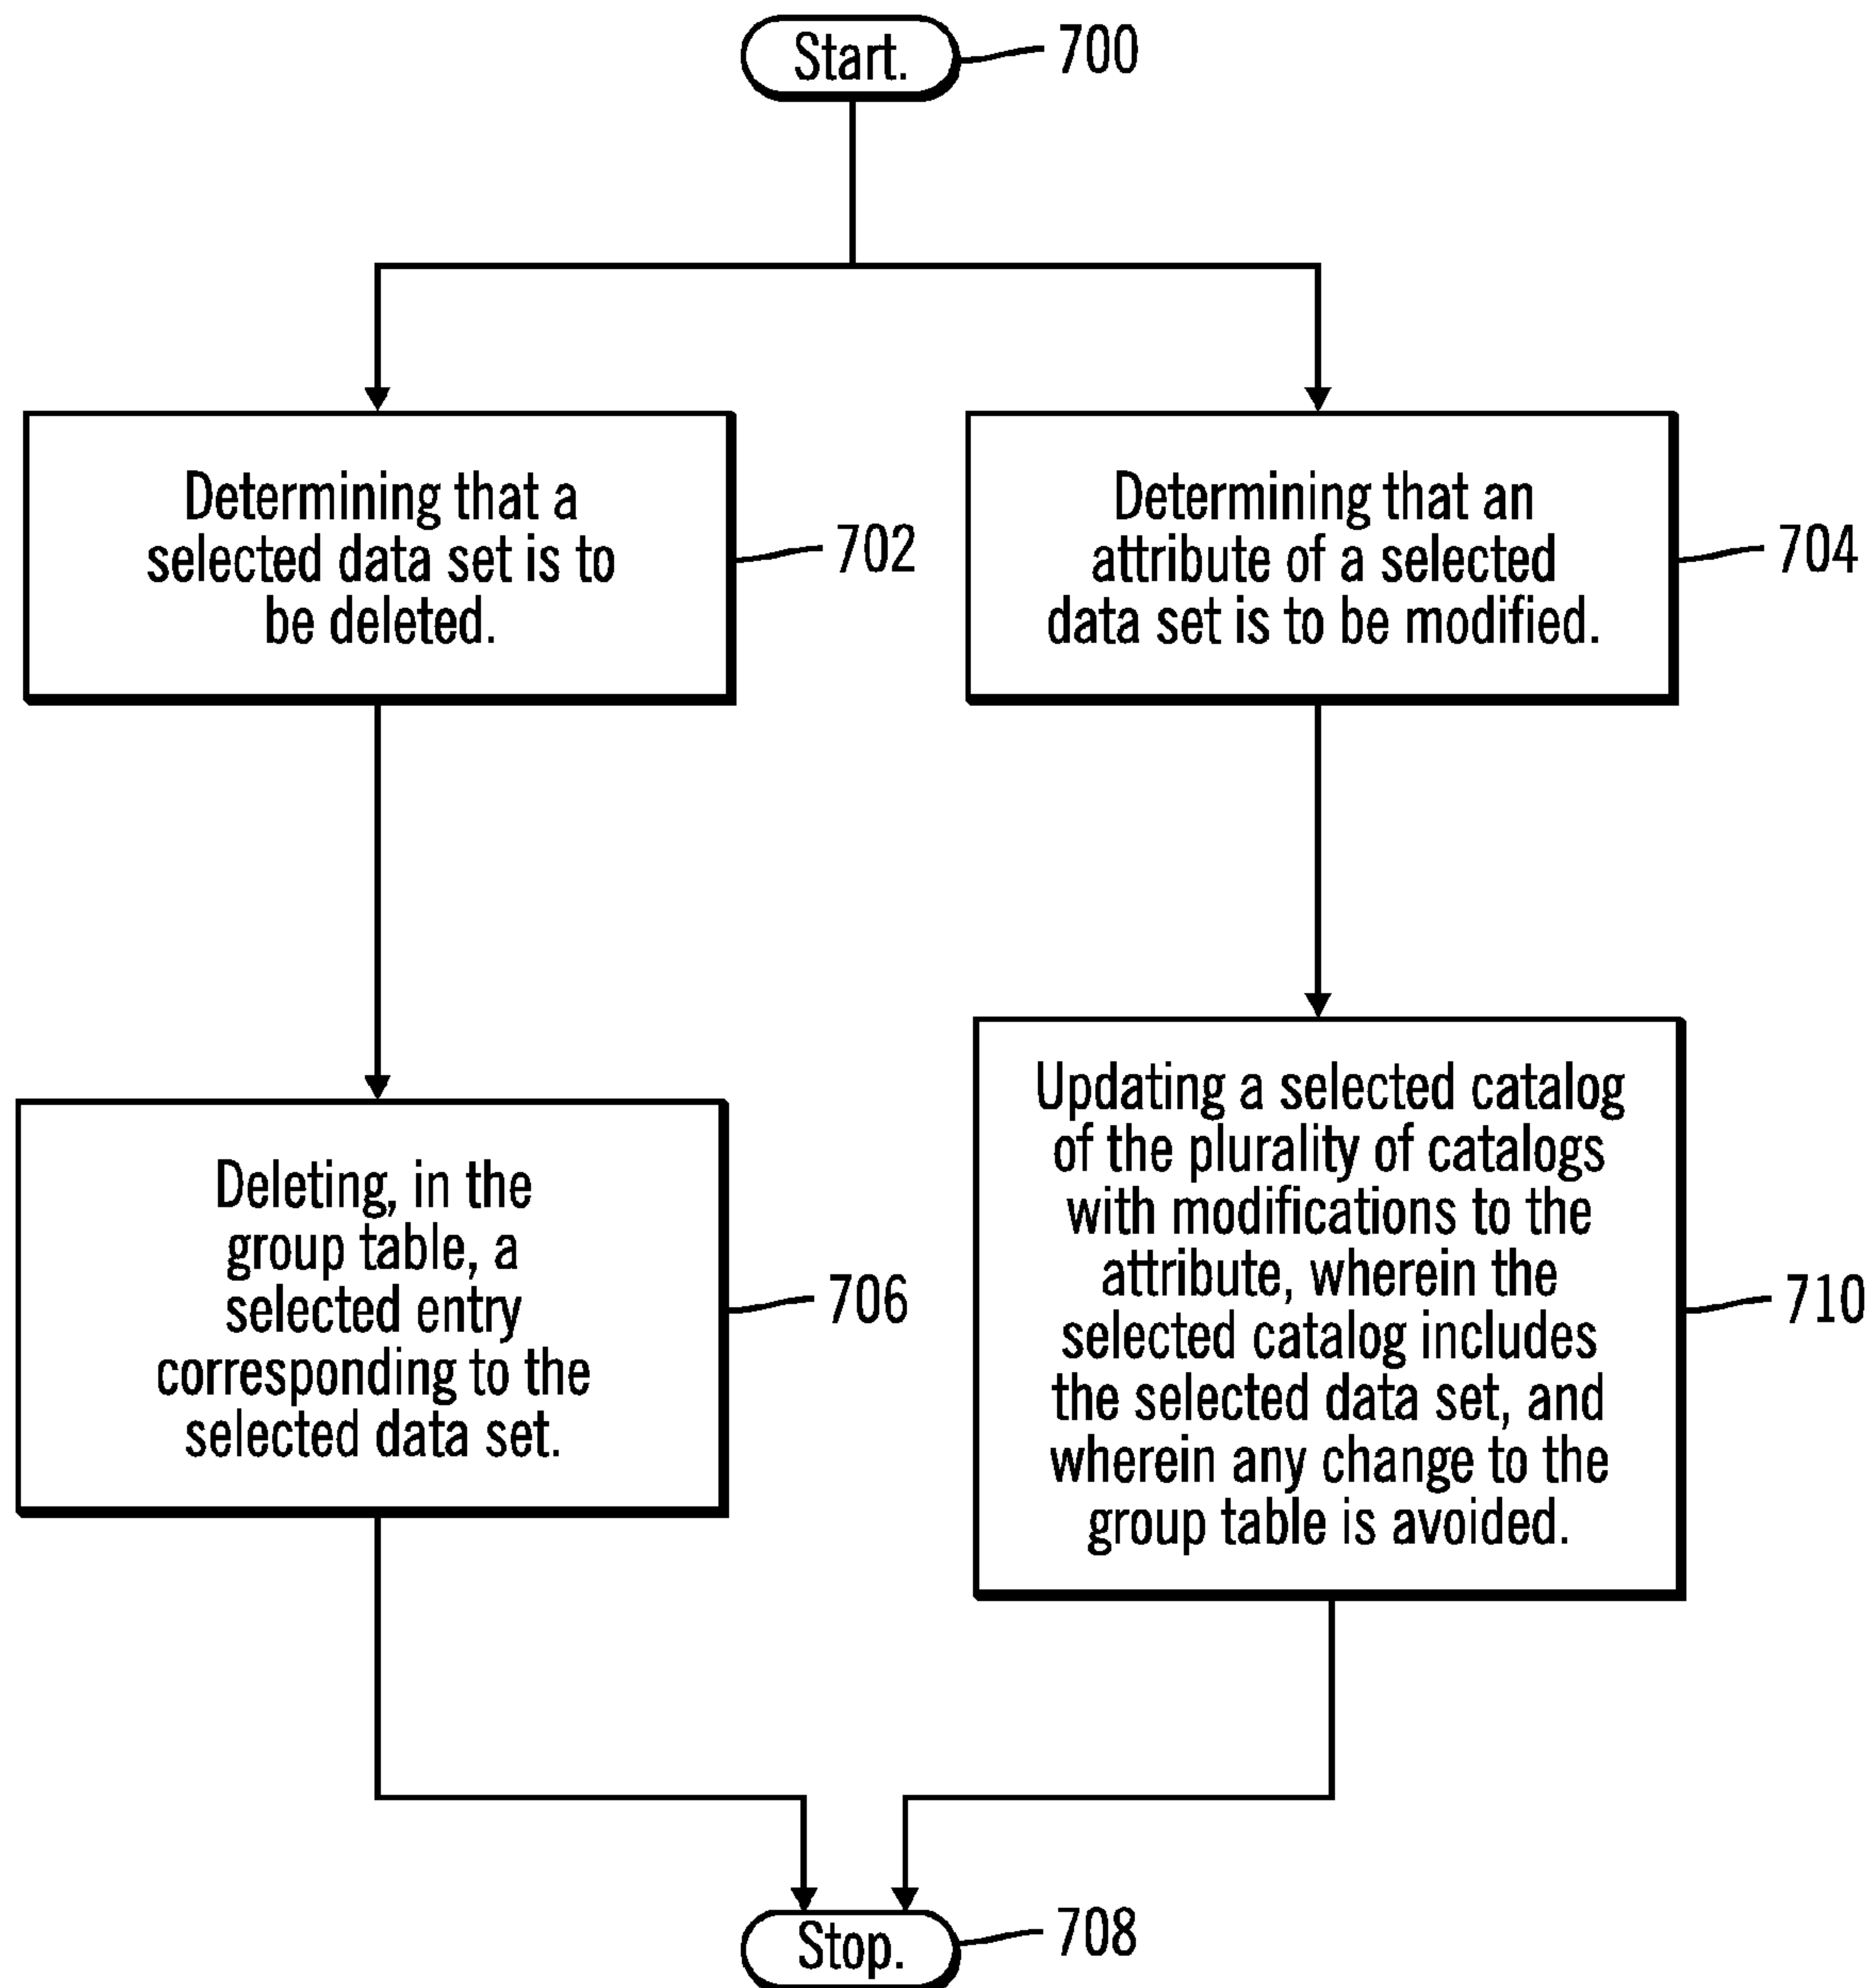 Start.
700
Determining that a
selected data set is to
be deleted.
702
Determining that an
attribute of a selected
data set is to be modified.
704
Deleting, in the
group table, a
selected entry
corresponding to the
selected data set.
706
Updating a selected catalog
of the plurality of catalogs
with modifications to the
attribute, wherein the
selected catalog includes
the selected data set, and
wherein any change to the
group table is avoided.
710
Stop.
708